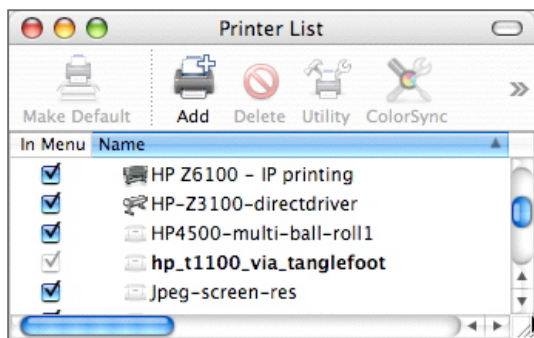 Printer List
Make Default Add Delete Utility ColorSync
In Menu Name
HP Z6100 - IP printing
HP-Z3100-directdriver
HP4500-multi-ball-roll1
hp_t1100_via_tanglefoot
Jpeg-screen-res